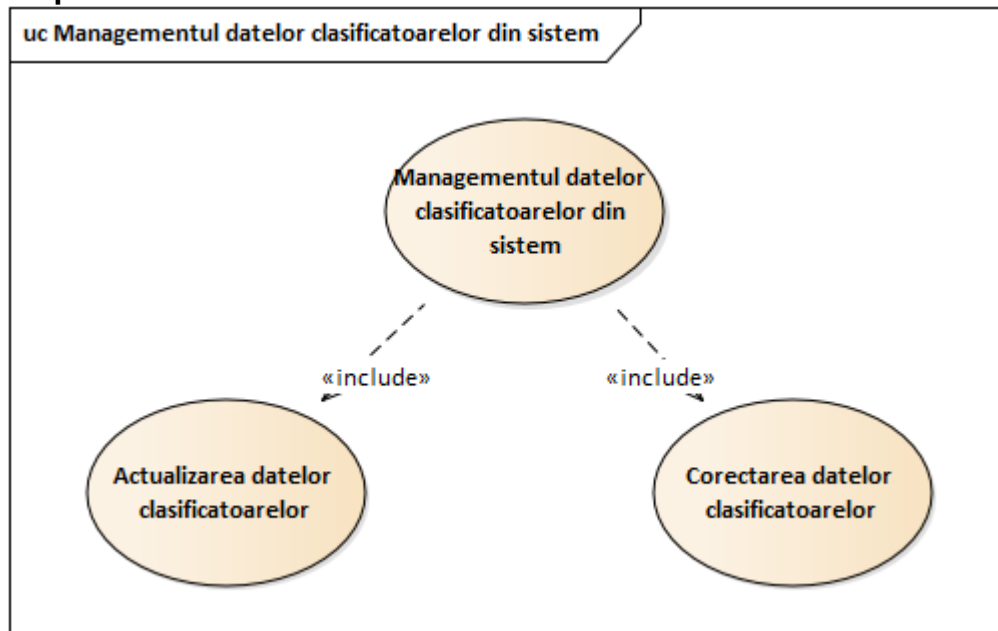 uc Managementul datelor clasificatoarelor din sistem
Managementul datelor
clasificatoarelor din
sistem
«include»
«include»
Actualizarea datelor
clasificatoarelor
Corectarea datelor
clasificatoarelor